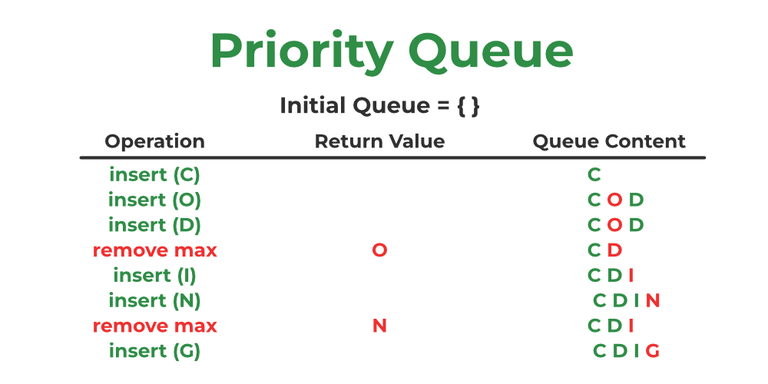 Priority Queue
Initial Queue = { }
Operation Return Value Queue Content
insert (C) C
insert (O) C O D
insert (D) C O D
remove max O C D
insert (I) C D I
insert (N) C D I N
remove max N C D I
insert (G) C D I G